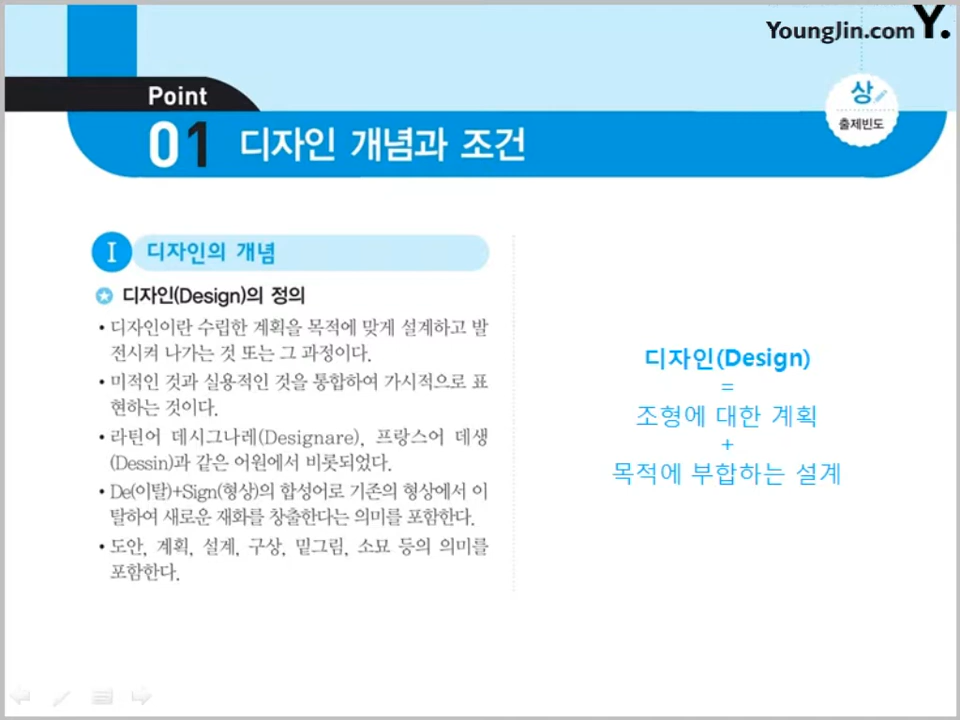 YoungJin.com Y.
Point
01 디자인 개념과 조건
상
출제빈도
I 디자인의 개념
디자인(Design)의 정의
• 디자인이란 수립한 계획을 목적에 맞게 설계하고 발
전시켜 나가는 것 또는 그 과정이다.
• 미적인 것과 실용적인 것을 통합하여 가시적으로 표
현하는 것이다.
• 라틴어 데시그나레(Designare), 프랑스어 데생
(Dessin)과 같은 어원에서 비롯되었다.
• De(이탈)+Sign(형상)의 합성어로 기존의 형상에서 이
탈하여 새로운 재화를 창출한다는 의미를 포함한다.
• 도안, 계획, 설계, 구상, 밑그림, 소묘 등의 의미를
포함한다.
디자인(Design)
=
조형에 대한 계획
+
목적에 부합하는 설계